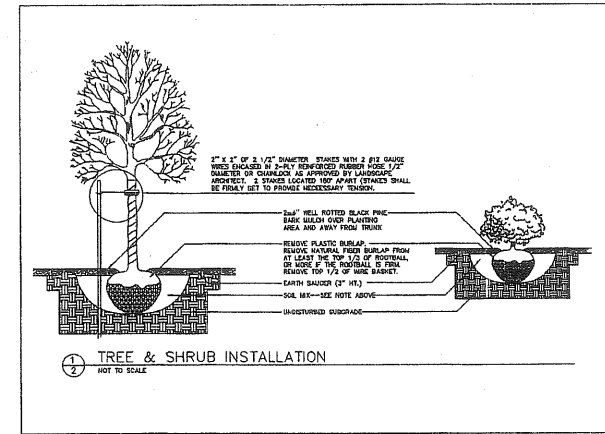 2" X 2" OF 2 1/2" DIAMETER STAKES WITH 2 #12 GAUGE
WIRES ENCASED IN 2-PLY REINFORCED RUBBER HOSE 1/2"
DIAMETER OR CHAINLOCK AS APPROVED BY LANDSCAPE
ARCHITECT. 2 STAKES LOCATED 180° APART (STAKES SHALL
BE FIRMLY SET TO PROVIDE NECESSARY TENSION.
WELL ROTTED BLACK PINE
BARK MULCH OVER PLANTING
AREA AND AWAY FROM TRUNK
REMOVE PLASTIC BURLAP,
REMOVE NATURAL FIBER BURLAP FROM
AT LEAST THE TOP 1/3 OF ROOTBALL,
OR MORE IF THE ROOTBALL IS FIRM.
REMOVE TOP 1/2 OF WIRE BASKET.
EARTH SAUCER (3" HT.)
SOIL MIX--SEE NOTE ABOVE
UNDISTURBED SUBGRADE
1
2
TREE & SHRUB INSTALLATION
NOT TO SCALE